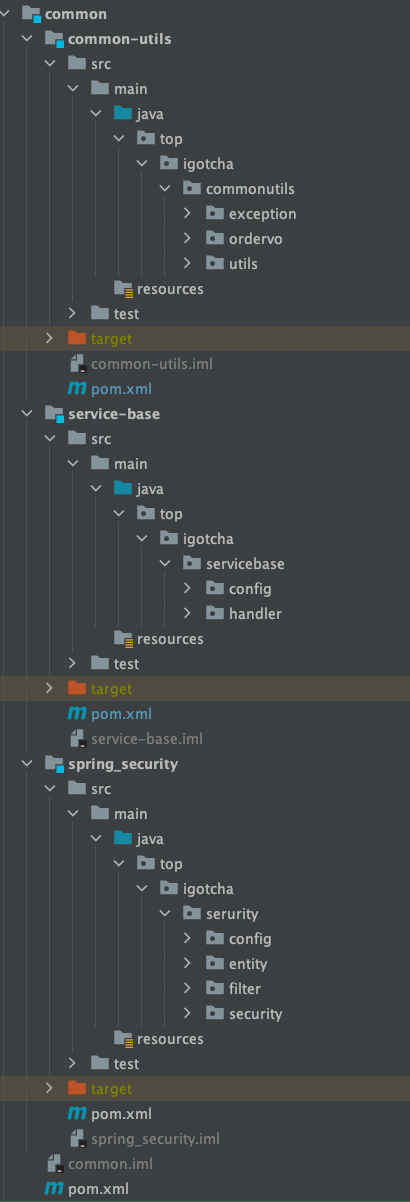 common
common-utils
src
main
java
top
igotcha
commonutils
exception
ordervo
utils
resources
test
target
common-utils.iml
pom.xml
service-base
src
main
java
top
igotcha
servicebase
config
handler
resources
test
target
pom.xml
service-base.iml
spring_security
src
main
java
top
igotcha
serurity
config
entity
filter
security
resources
test
target
pom.xml
spring_security.iml
common.iml
pom.xml